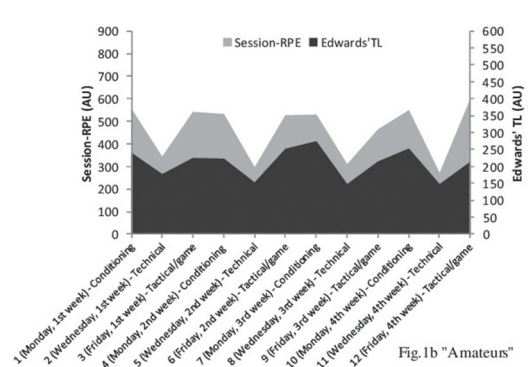 Session-RPE Edwards'TL
Session-RPE (AU)
900
800
700
600
500
400
300
200
100
0
Edwards' TL (AU)
600
550
500
450
400
350
300
250
200
150
100
50
0
1 (Monday, 1st week) - Conditioning
2 (Wednesday, 1st week) - Technical
3 (Friday, 1st week) - Tactical/game
4 (Monday, 2nd week) - Conditioning
5 (Wednesday, 2nd week) - Technical
6 (Friday, 2nd week) - Tactical/game
7 (Monday, 3rd week) - Conditioning
8 (Wednesday, 3rd week) - Technical
9 (Friday, 3rd week) - Tactical/game
10 (Monday, 4th week) - Conditioning
11 (Wednesday, 4th week) - Technical
12 (Friday, 4th week) - Tactical/game
Fig.1b "Amateurs"